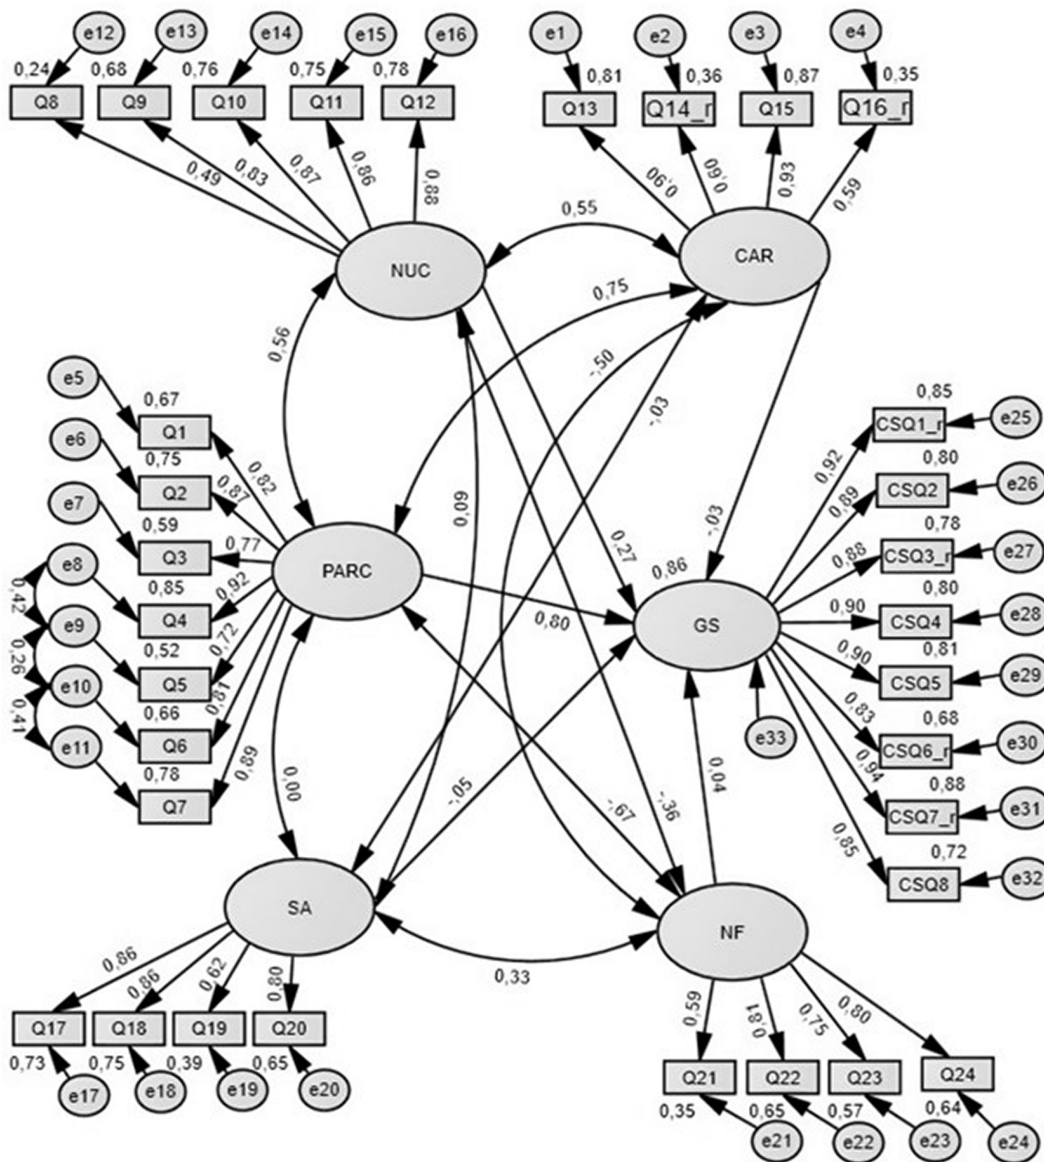 e12 e13 e14 e15 e16
0,24 0,68 0,76 0,75 0,78
Q8 Q9 Q10 Q11 Q12
0,49 0,83 0,87 0,86 0,88
NUC
e1 e2 e3 e4
0,81 0,36 0,87 0,35
Q13 Q14_r Q15 Q16_r
0,90 0,60 0,93 0,59
CAR
0,55
0,75
0,56
-,50
-,03
0,09
e5
0,67
Q1
0,82
e6
0,75
Q2
0,87
e7
0,59
Q3
0,77
e8
0,85
Q4
0,92
e9
0,52
Q5
0,72
e10
0,66
Q6
0,81
e11
0,78
Q7
0,89
0,42
0,26
0,41
PARC
0,27
-,03
0,86
GS
0,80
e33
0,85
CSQ1_r
e25
0,92
0,80
CSQ2
e26
0,89
0,78
CSQ3_r
e27
0,88
0,80
CSQ4
e28
0,90
0,81
CSQ5
e29
0,90
0,68
CSQ6_r
e30
0,83
0,88
CSQ7_r
e31
0,94
0,72
CSQ8
e32
0,85
0,00
-,05
-,67
-,36
0,04
SA
NF
0,33
0,86 0,86 0,62 0,80
Q17 Q18 Q19 Q20
0,73 0,75 0,39 0,65
e17 e18 e19 e20
0,59 0,81 0,75 0,80
Q21 Q22 Q23 Q24
0,35 0,65 0,57 0,64
e21 e22 e23 e24